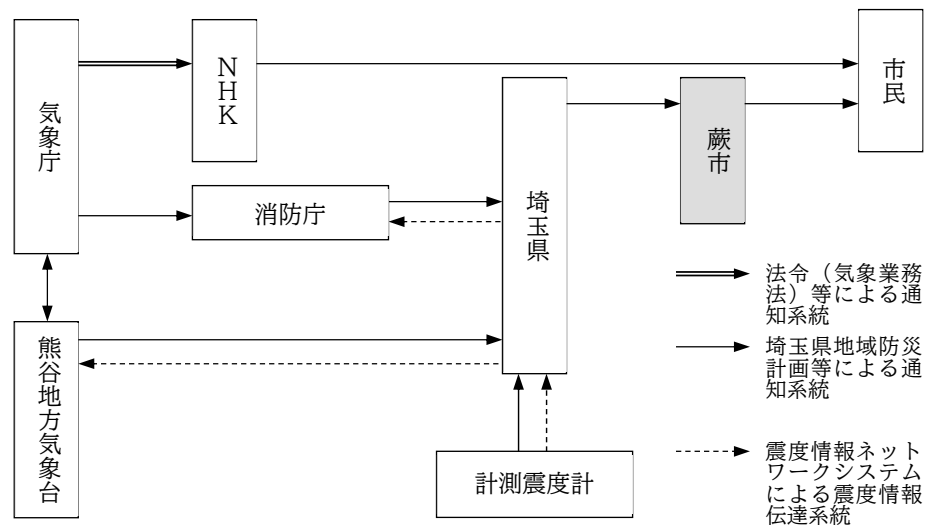 気象庁
NHK
市民
蕨市
埼玉県
消防庁
熊谷地方気象台
計測震度計
法令（気象業務
法）等による通
知系統
埼玉県地域防災
計画等による通
知系統
震度情報ネット
ワークシステム
による震度情報
伝達系統